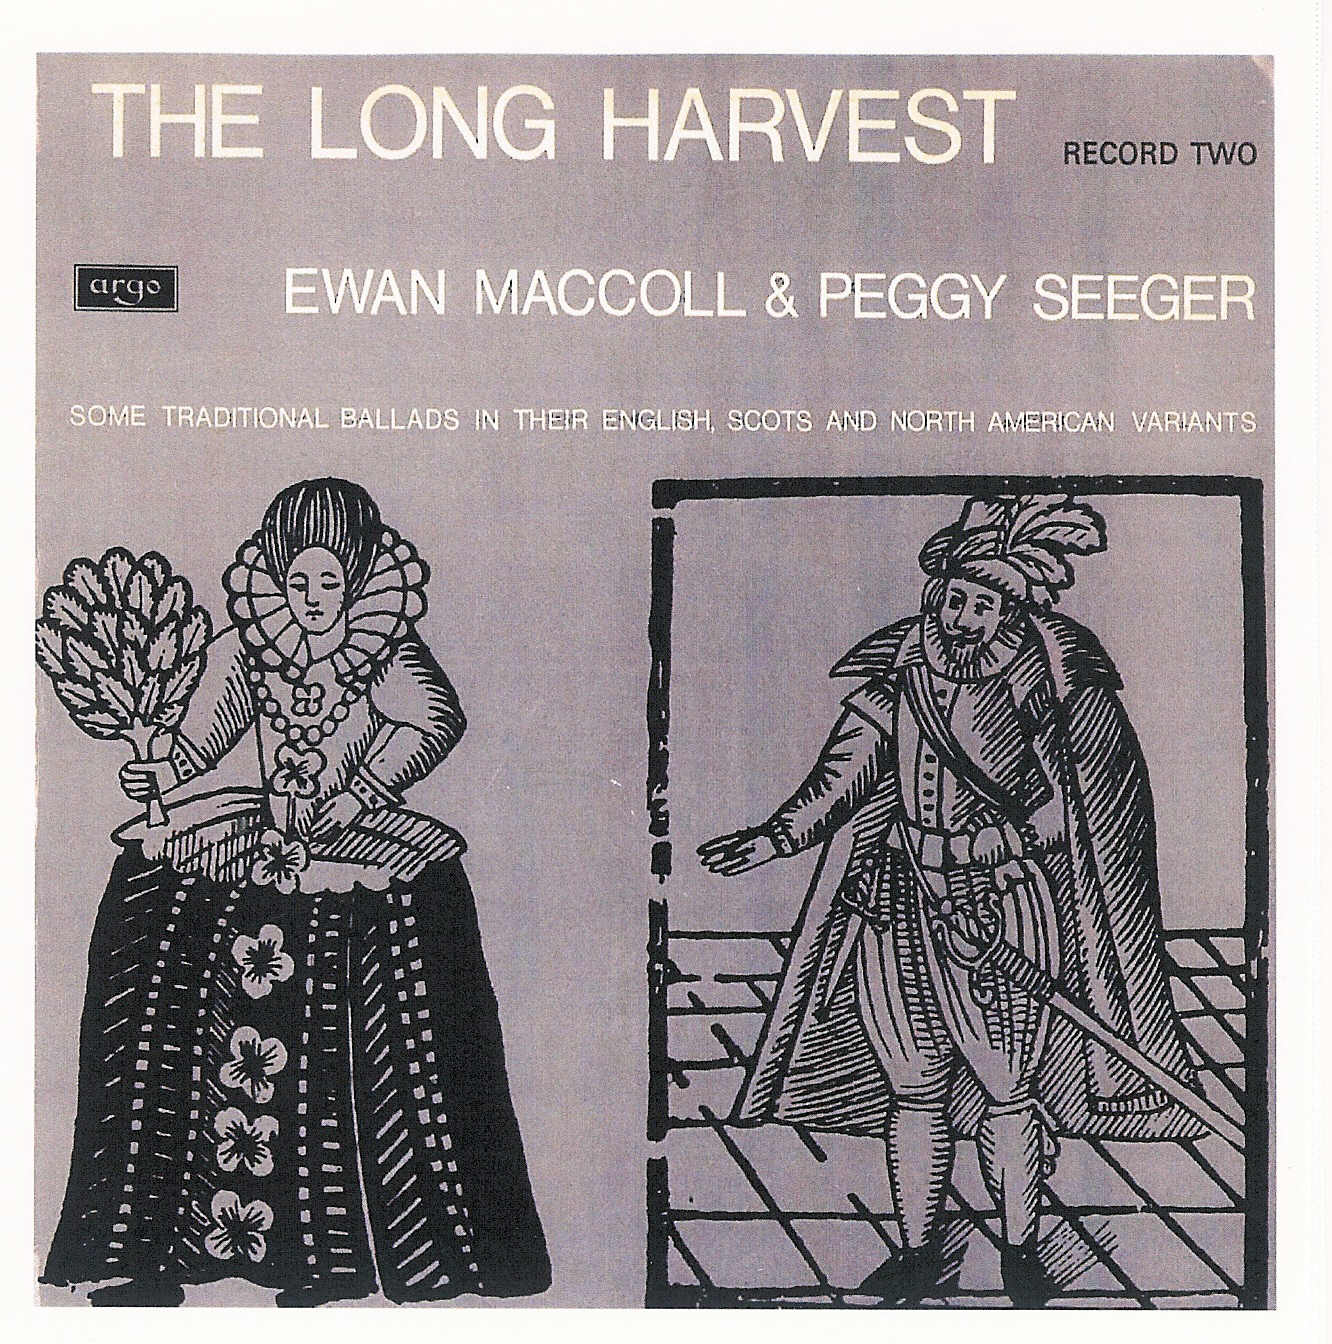 THE LONG HARVEST RECORD TWO
argo
EWAN MACCOLL & PEGGY SEEGER
SOME TRADITIONAL BALLADS IN THEIR ENGLISH, SCOTS AND NORTH AMERICAN VARIANTS